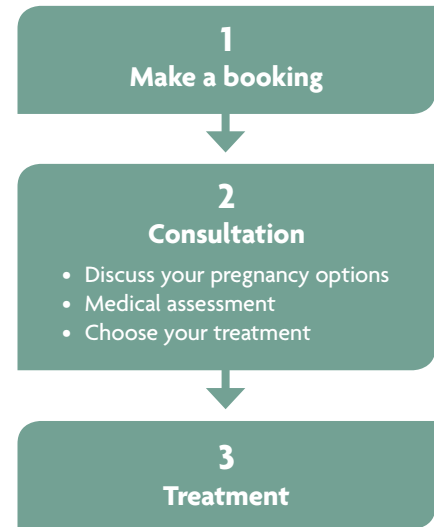 1
Make a booking
2
Consultation
• Discuss your pregnancy options
• Medical assessment
• Choose your treatment
3
Treatment